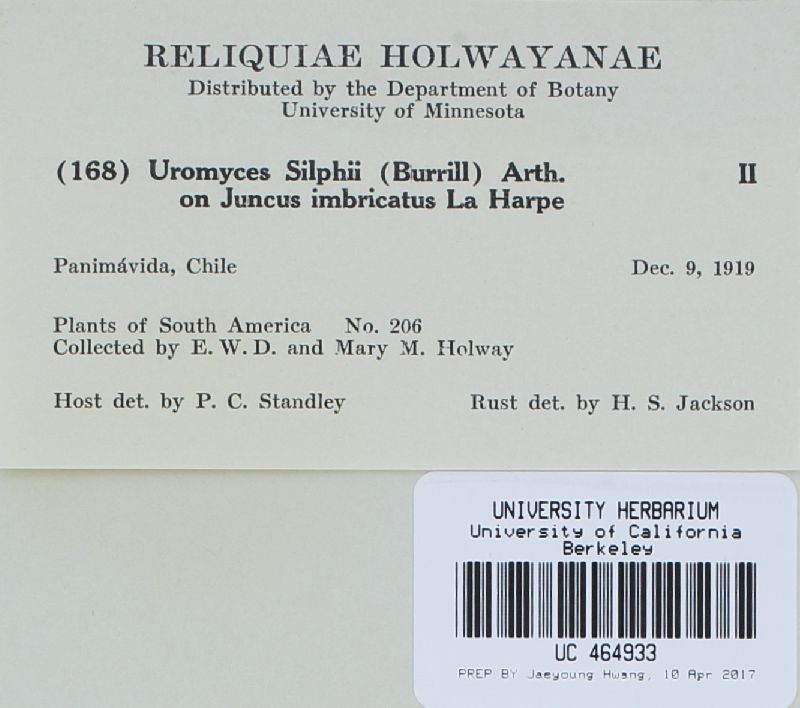 RELIQUIAE HOLWAYANAE
Distributed by the Department of Botany
University of Minnesota
(168) Uromyces Silphii (Burrill) Arth. II
on Juncus imbricatus La Harpe
Panimávida, Chile Dec. 9, 1919
Plants of South America No. 206
Collected by E. W. D. and Mary M. Holway
Host det. by P. C. Standley Rust det. by H. S. Jackson
UNIVERSITY HERBARIUM
University of California
Berkeley
UC 464933
PREP BY Jaeyoung Hwang, 10 Apr 2017